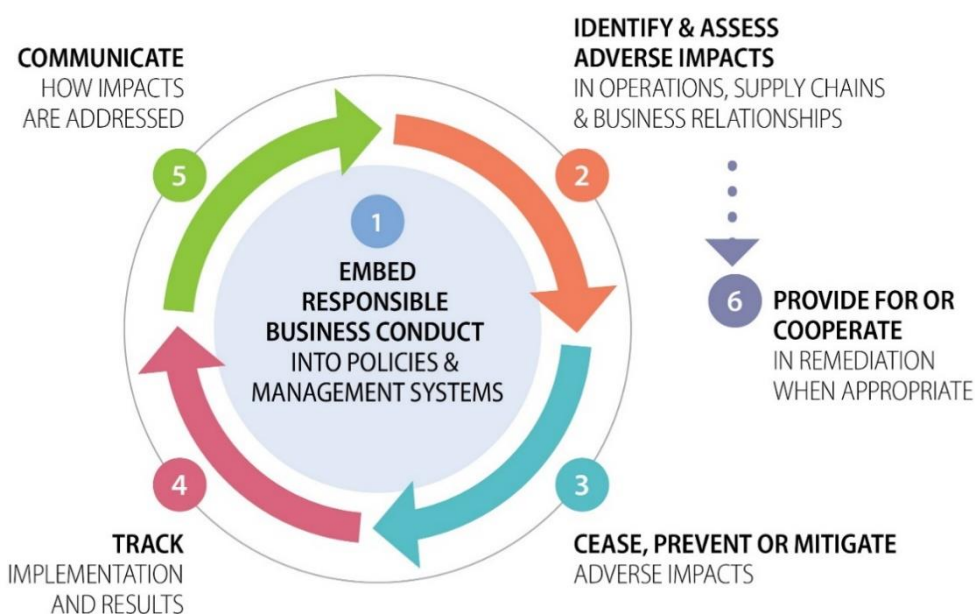 COMMUNICATE
HOW IMPACTS
ARE ADDRESSED
5
IDENTIFY & ASSESS
ADVERSE IMPACTS
IN OPERATIONS, SUPPLY CHAINS
& BUSINESS RELATIONSHIPS
2
1
EMBED
RESPONSIBLE
BUSINESS CONDUCT
INTO POLICIES &
MANAGEMENT SYSTEMS
6
PROVIDE FOR OR
COOPERATE
IN REMEDIATION
WHEN APPROPRIATE
4
TRACK
IMPLEMENTATION
AND RESULTS
3
CEASE, PREVENT OR MITIGATE
ADVERSE IMPACTS